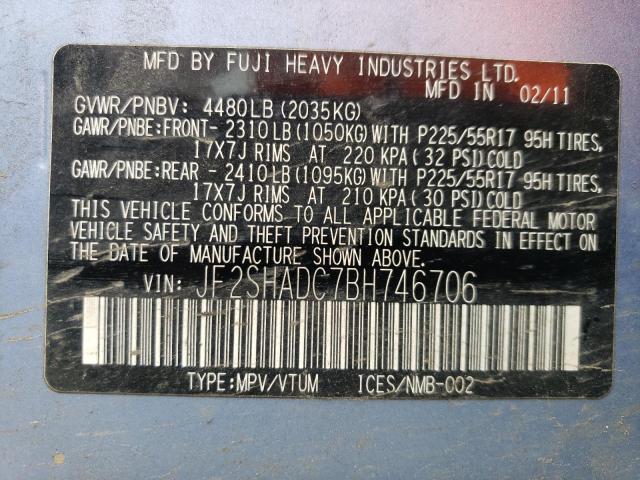 MFD BY FUJI HEAVY INDUSTRIES LTD.
MFD IN 02/11
GVWR/PNBV: 4480LB(2035KG)
GAWR/PNBE:FRONT- 2310LB(1050KG)WITH P225/55R17 95H TIRES,
17X7J RIMS AT 220 KPA(32 PSI)COLD
GAWR/PNBE:REAR - 2410LB(1095KG)WITH P225/55R17 95H TIRES,
17X7J RIMS AT 210 KPA(30 PSI)COLD
THIS VEHICLE CONFORMS TO ALL APPLICABLE FEDERAL MOTOR
VEHICLE SAFETY AND THEFT PREVENTION STANDARDS IN EFFECT ON
THE DATE OF MANUFACTURE SHOWN ABOVE.
VIN: JF2SHADC7BH746706
TYPE:MPV/VTUM ICES/NMB-002